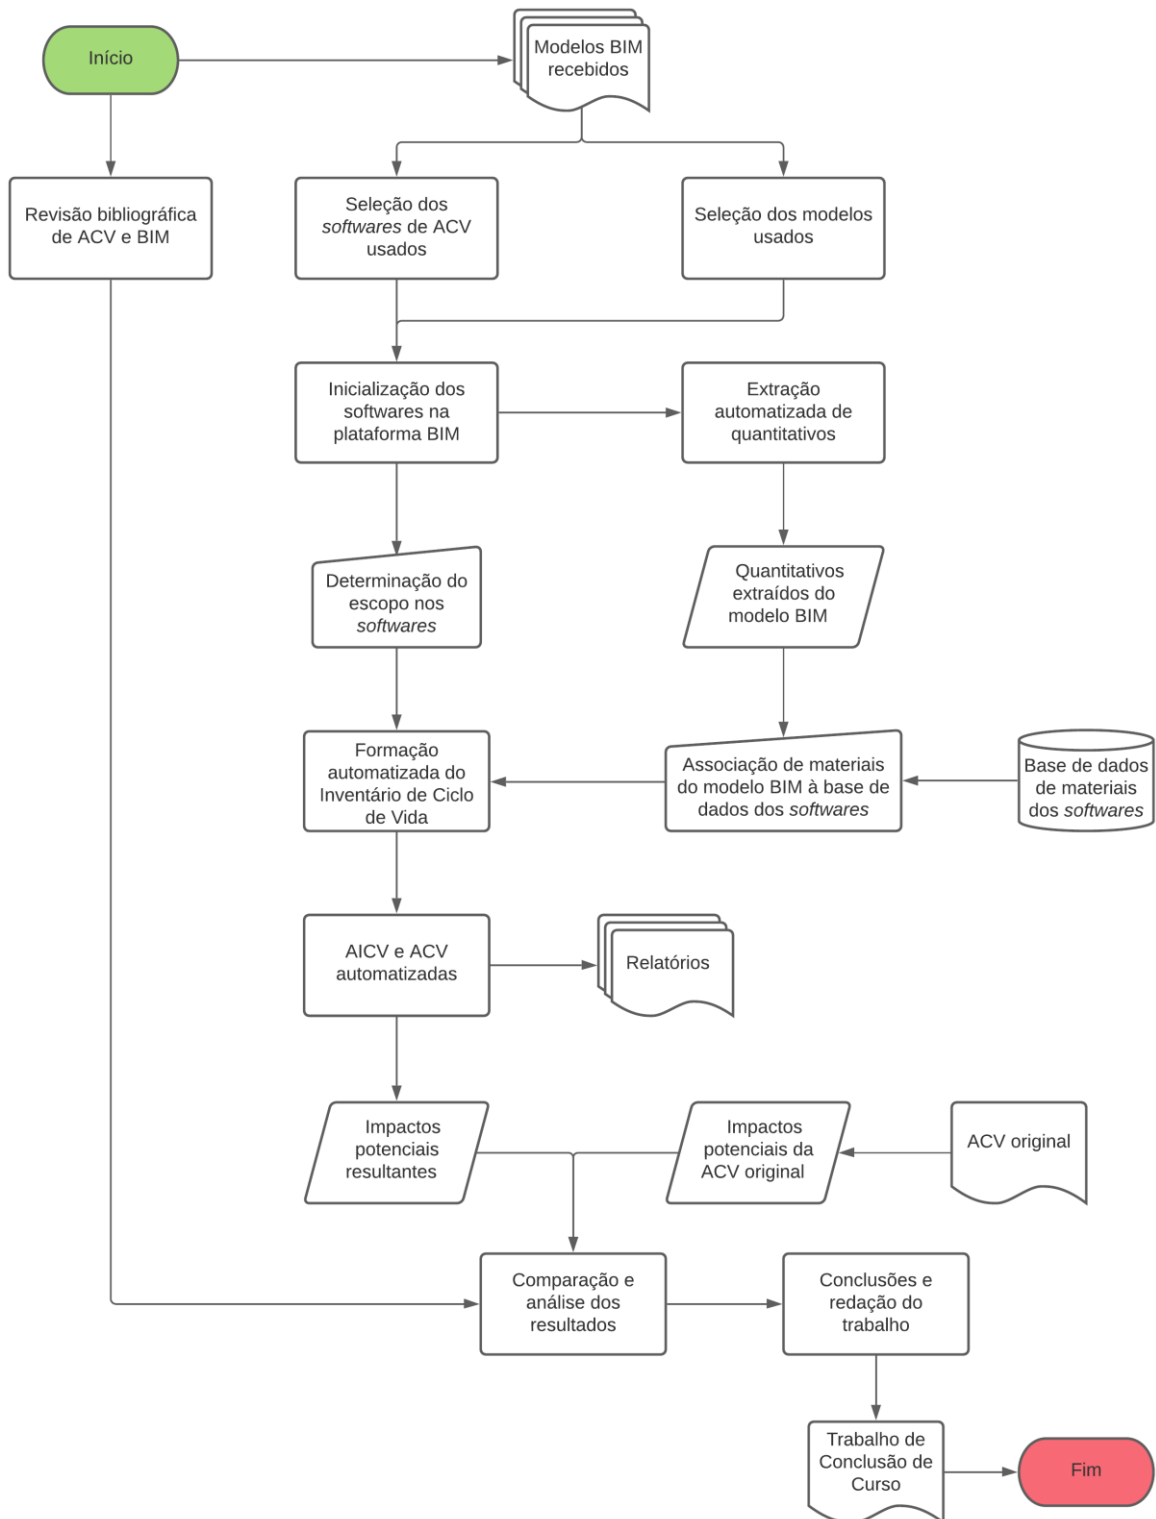 Início
Modelos BIM
recebidos
Revisão bibliográfica
de ACV e BIM
Seleção dos
softwares de ACV
usados
Seleção dos modelos
usados
Inicialização dos
softwares na
plataforma BIM
Extração
automatizada de
quantitativos
Determinação do
escopo nos
softwares
Quantitativos
extraídos do
modelo BIM
Formação
automatizada do
Inventário de Ciclo
de Vida
Associação de materiais
do modelo BIM à base de
dados dos softwares
Base de dados
de materiais
dos softwares
AICV e ACV
automatizadas
Relatórios
Impactos
potenciais
resultantes
Impactos
potenciais da
ACV original
ACV original
Comparação e
análise dos
resultados
Conclusões e
redação do
trabalho
Trabalho de
Conclusão de
Curso
Fim